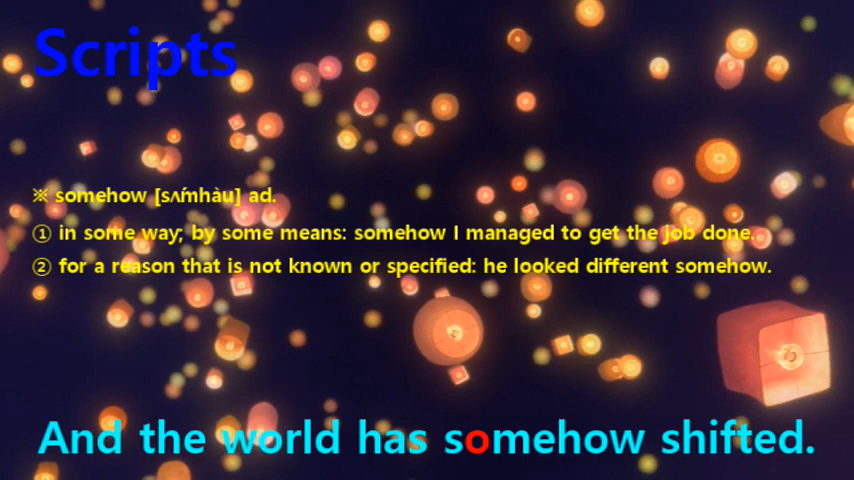 Scripts
※ somehow [sʌ́mhàu] ad.
① in some way; by some means: somehow I managed to get the job done.
② for a reason that is not known or specified: he looked different somehow.
And the world has somehow shifted.